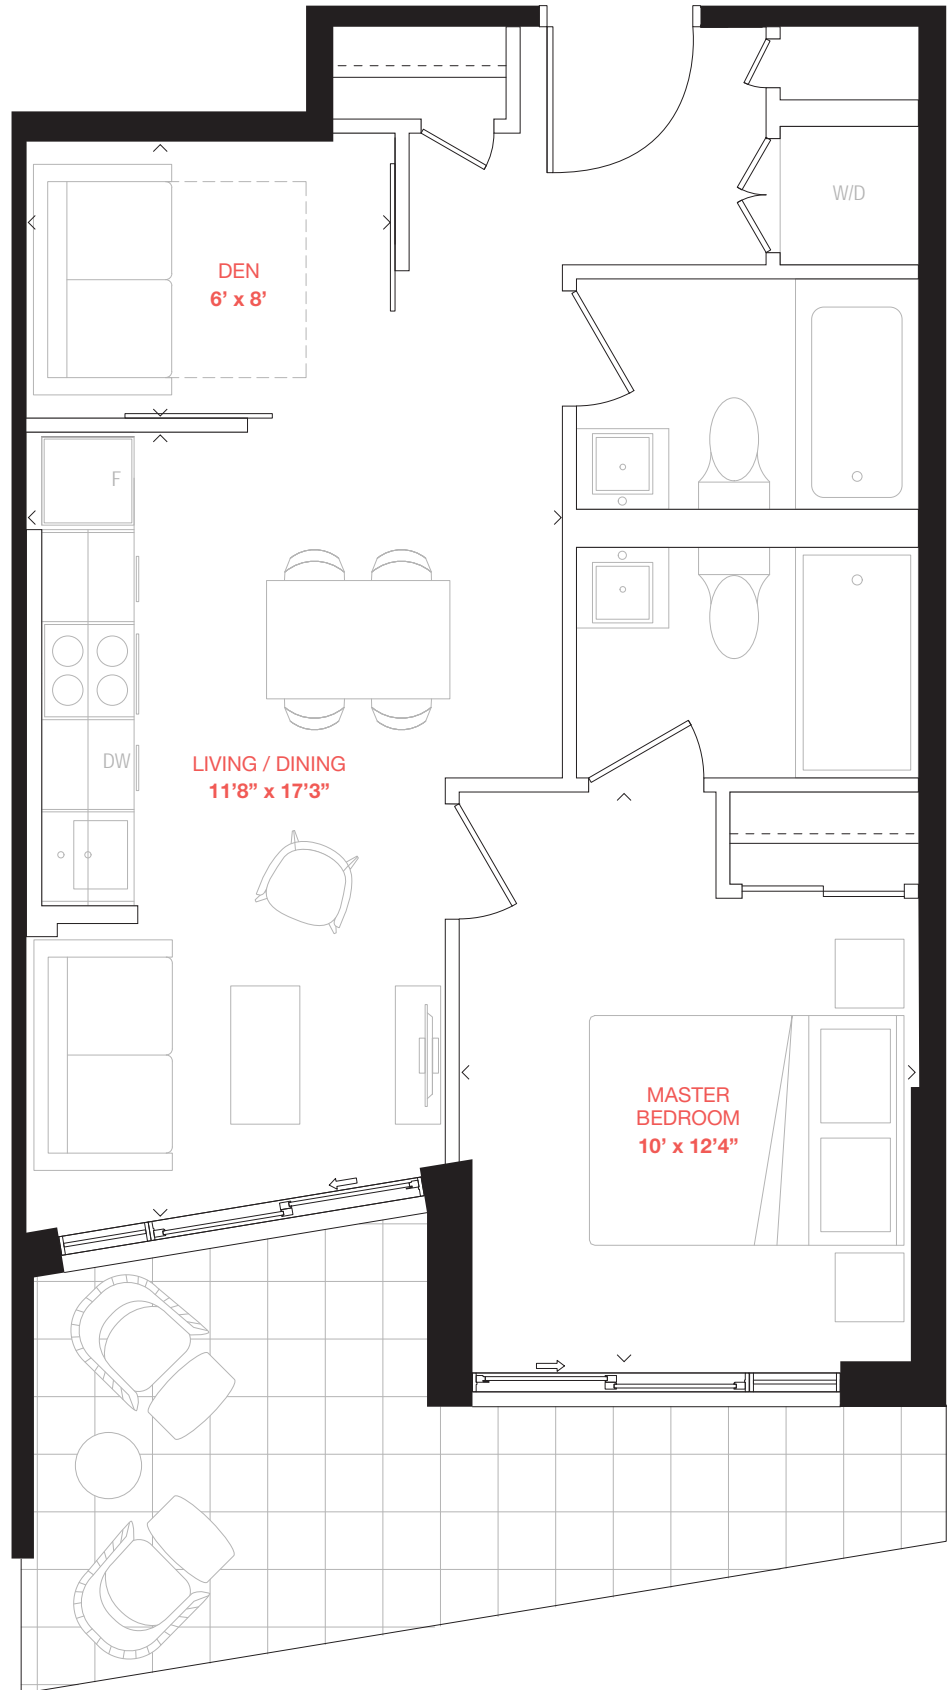 W/D
DEN
6’ x 8’
F
DW
LIVING / DINING
11’8” x 17’3”
MASTER
BEDROOM
10’ x 12’4”